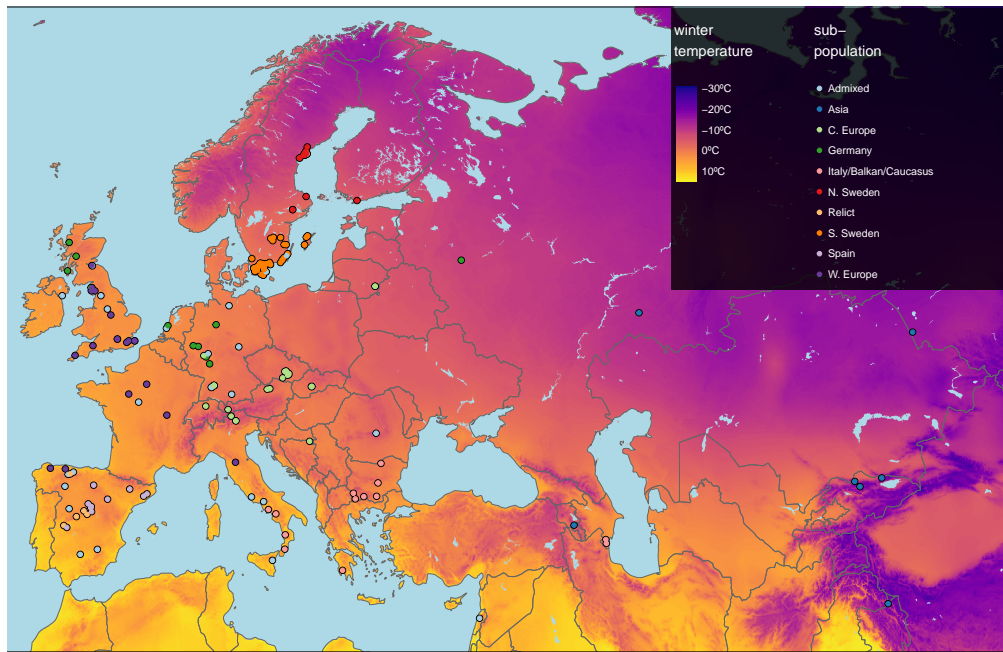 winter
temperature
−30ºC
−20ºC
−10ºC
0ºC
10ºC
sub−
population
Admixed
Asia
C. Europe
Germany
Italy/Balkan/Caucasus
N. Sweden
Relict
S. Sweden
Spain
W. Europe